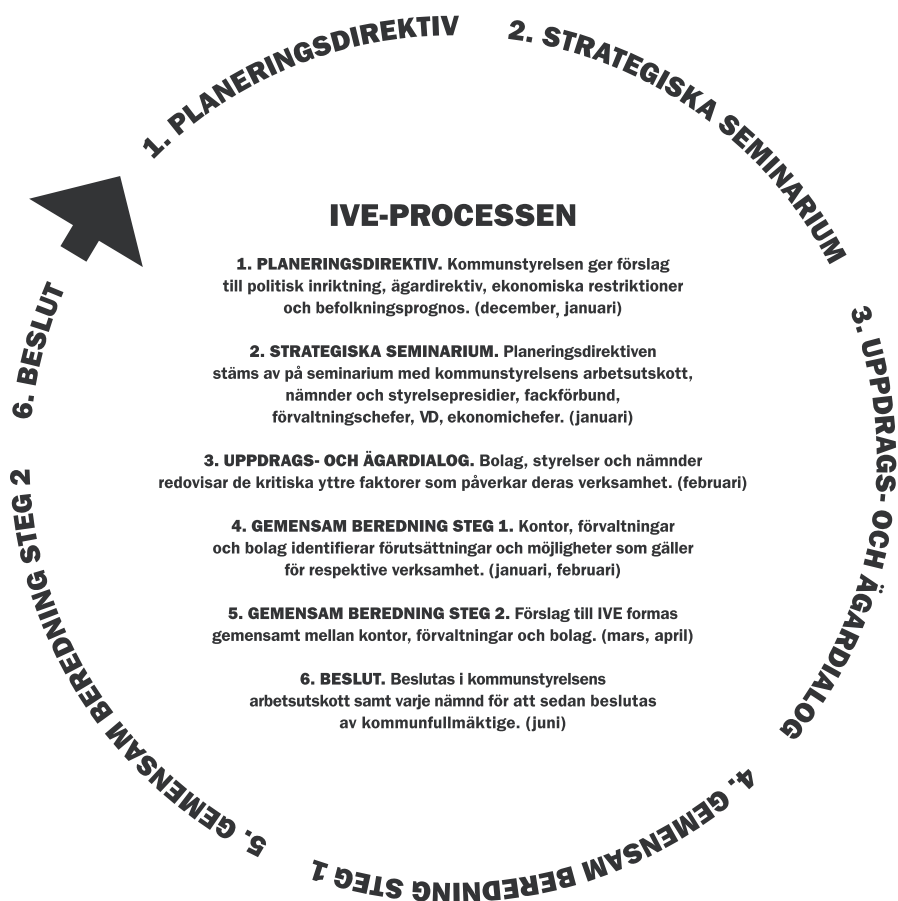 1. PLANERINGSDIREKTIV
2. STRATEGISKA SEMINARIUM
3. UPPDRAGS- OCH ÄGARDIALOG
4. GEMENSAM BEREDNING STEG 1
5. GEMENSAM BEREDNING STEG 2
6. BESLUT
IVE-PROCESSEN
1. PLANERINGSDIREKTIV. Kommunstyrelsen ger förslag
till politisk inriktning, ägardirektiv, ekonomiska restriktioner
och befolkningsprognos. (december, januari)
2. STRATEGISKA SEMINARIUM. Planeringsdirektiven
stäms av på seminarium med kommunstyrelsens arbetsutskott,
nämnder och styrelsepresidier, fackförbund,
förvaltningschefer, VD, ekonomichefer. (januari)
3. UPPDRAGS- OCH ÄGARDIALOG. Bolag, styrelser och nämnder
redovisar de kritiska yttre faktorer som påverkar deras verksamhet. (februari)
4. GEMENSAM BEREDNING STEG 1. Kontor, förvaltningar
och bolag identifierar förutsättningar och möjligheter som gäller
för respektive verksamhet. (januari, februari)
5. GEMENSAM BEREDNING STEG 2. Förslag till IVE formas
gemensamt mellan kontor, förvaltningar och bolag. (mars, april)
6. BESLUT. Beslutas i kommunstyrelsens
arbetsutskott samt varje nämnd för att sedan beslutas
av kommunfullmäktige. (juni)